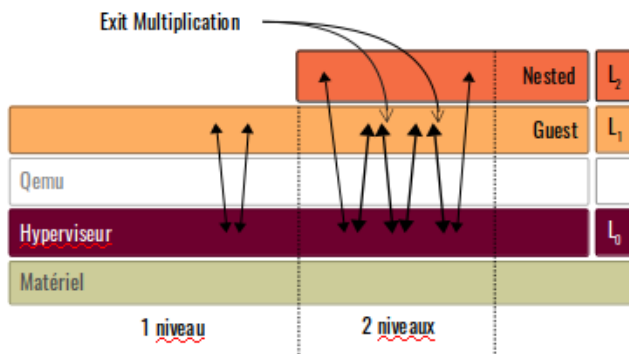 Exit Multiplication
Nested L2
Guest L1
Qemu
Hyperviseur L0
Matériel
1 niveau 2 niveaux